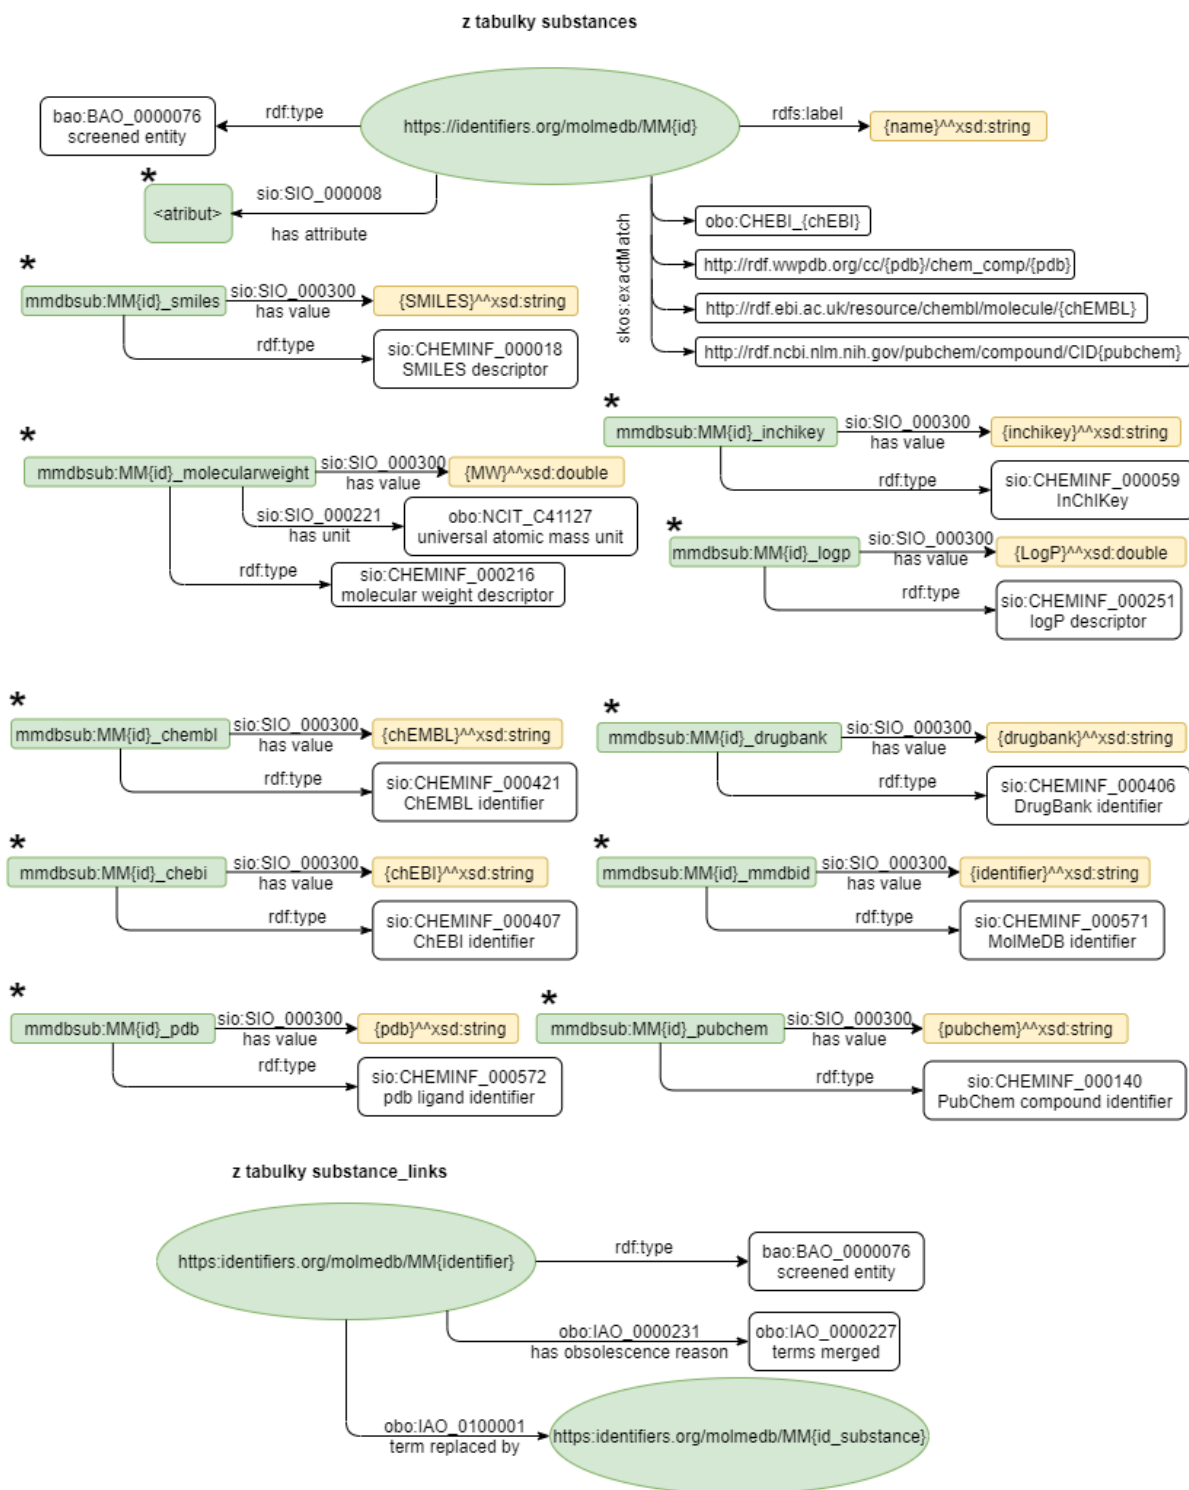 z tabulky substances
bao:BAO_0000076
screened entity
rdf:type
https://identifiers.org/molmedb/MM{id}
rdfs:label
{name}^^xsd:string
*
<atribut>
sio:SIO_000008
has attribute
skos:exactMatch
obo:CHEBI_{chEBI}
http://rdf.wwpdb.org/cc/{pdb}/chem_comp/{pdb}
http://rdf.ebi.ac.uk/resource/chembl/molecule/{chEMBL}
http://rdf.ncbi.nlm.nih.gov/pubchem/compound/CID{pubchem}
*
mmdbsub:MM{id}_smiles
sio:SIO_000300
has value
{SMILES}^^xsd:string
rdf:type
sio:CHEMINF_000018
SMILES descriptor
*
mmdbsub:MM{id}_molecularweight
sio:SIO_000300
has value
{MW}^^xsd:double
sio:SIO_000221
has unit
obo:NCIT_C41127
universal atomic mass unit
rdf:type
sio:CHEMINF_000216
molecular weight descriptor
*
mmdbsub:MM{id}_inchikey
sio:SIO_000300
has value
{inchikey}^^xsd:string
rdf:type
sio:CHEMINF_000059
InChIKey
*
mmdbsub:MM{id}_logp
sio:SIO_000300
has value
{LogP}^^xsd:double
rdf:type
sio:CHEMINF_000251
logP descriptor
*
mmdbsub:MM{id}_chembl
sio:SIO_000300
has value
{chEMBL}^^xsd:string
rdf:type
sio:CHEMINF_000421
ChEMBL identifier
*
mmdbsub:MM{id}_drugbank
sio:SIO_000300
has value
{drugbank}^^xsd:string
rdf:type
sio:CHEMINF_000406
DrugBank identifier
*
mmdbsub:MM{id}_chebi
sio:SIO_000300
has value
{chEBI}^^xsd:string
rdf:type
sio:CHEMINF_000407
ChEBI identifier
*
mmdbsub:MM{id}_mmdbid
sio:SIO_000300
has value
{identifier}^^xsd:string
rdf:type
sio:CHEMINF_000571
MolMeDB identifier
*
mmdbsub:MM{id}_pdb
sio:SIO_000300
has value
{pdb}^^xsd:string
rdf:type
sio:CHEMINF_000572
pdb ligand identifier
*
mmdbsub:MM{id}_pubchem
sio:SIO_000300
has value
{pubchem}^^xsd:string
rdf:type
sio:CHEMINF_000140
PubChem compound identifier
z tabulky substance_links
https:identifiers.org/molmedb/MM{identifier}
rdf:type
bao:BAO_0000076
screened entity
obo:IAO_0000231
has obsolescence reason
obo:IAO_0000227
terms merged
obo:IAO_0100001
term replaced by
https:identifiers.org/molmedb/MM{id_substance}